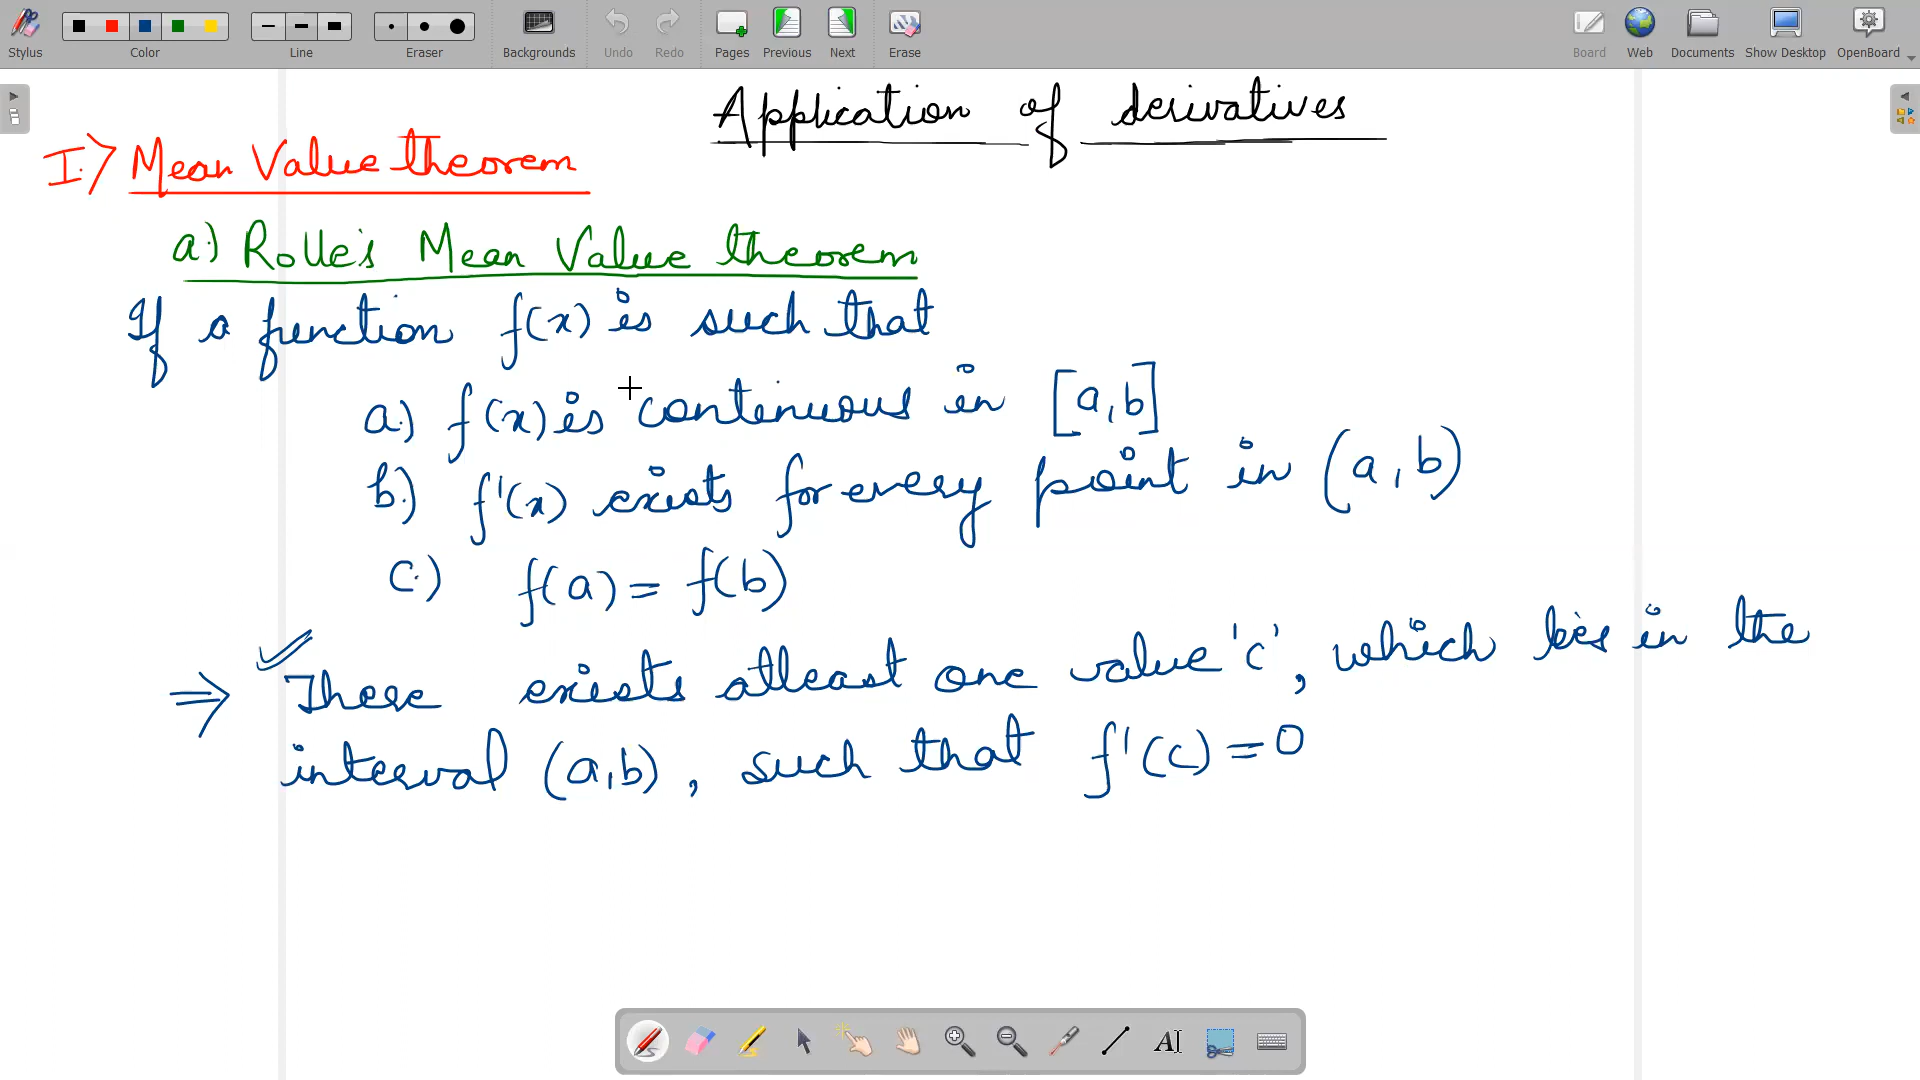 Stylus Color Line Eraser Backgrounds Undo Redo Pages Previous Next Erase Board Web Documents Show Desktop OpenBoard
Application of derivatives
I.> Mean Value theorem
a.) Rolle's Mean Value theorem
If a function f(x) is such that
a.) f(x) is continuous in [a,b]
b.) f'(x) exists for every point in (a,b)
c.) f(a) = f(b)
⇒ There exists atleast one value 'c', which lies in the
interval (a,b), such that f'(c) = 0